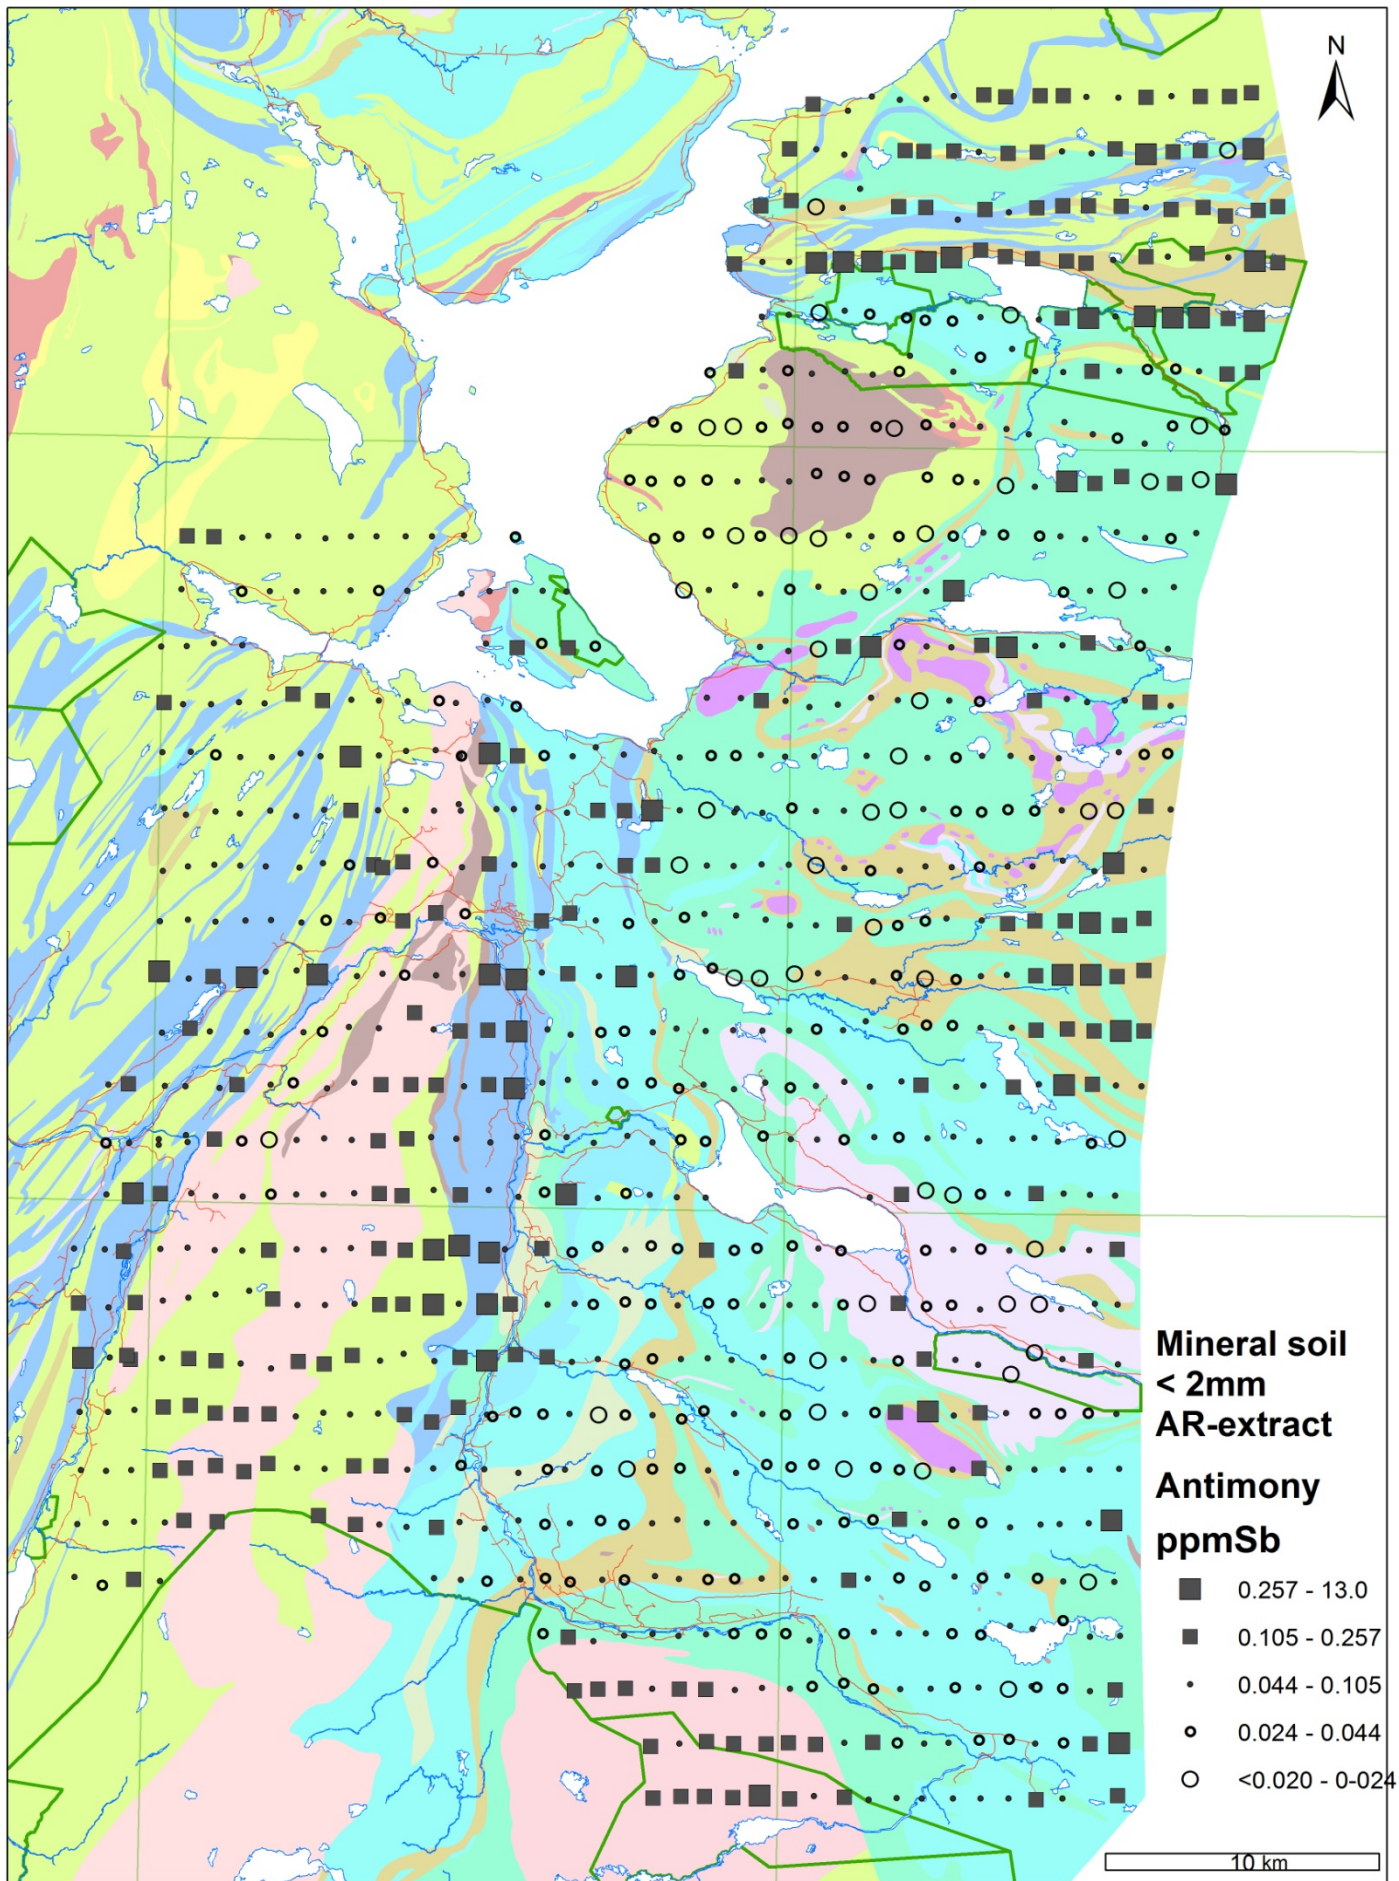 N
Mineral soil
< 2mm
AR-extract
Antimony
ppmSb
0.257 - 13.0
0.105 - 0.257
0.044 - 0.105
0.024 - 0.044
<0.020 - 0-024
10 km